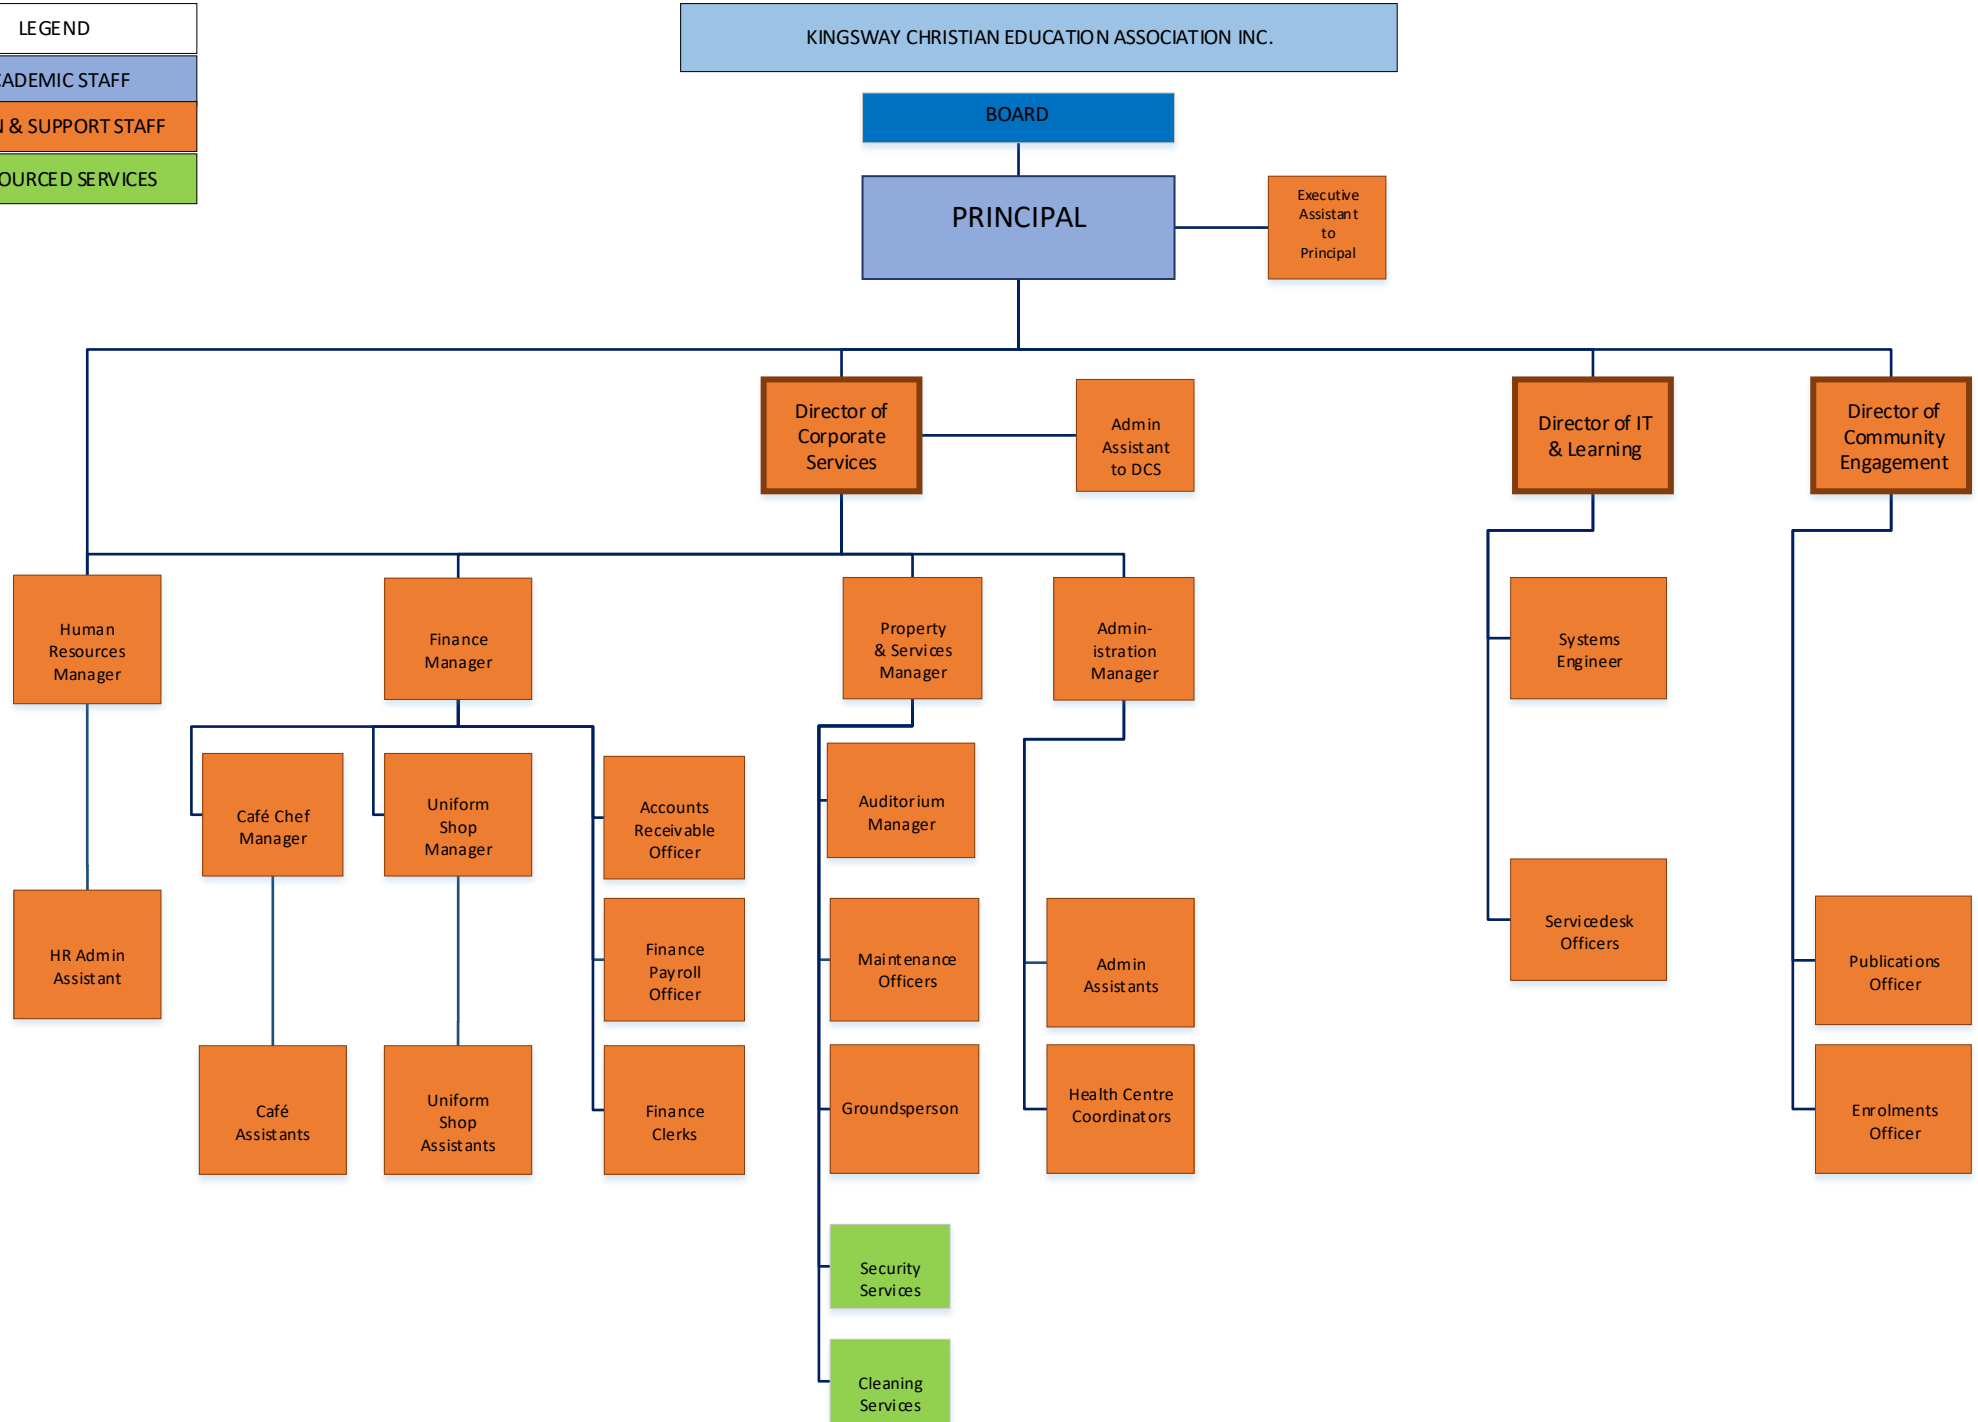 LEGEND
KINGSWAY CHRISTIAN EDUCATION ASSOCIATION INC.
CADEMIC STAFF
& SUPPORT STAFF
OURCED SERVICES
BOARD
PRINCIPAL
Executive
Assistant
to
Principal
Director of
Corporate
Services
Admin
Assistant
to DCS
Director of IT
& Learning
Director of
Community
Engagement
Human
Resources
Manager
Finance
Manager
Property
& Services
Manager
Admin-
istration
Manager
Systems
Engineer
Café Chef
Manager
Uniform
Shop
Manager
Accounts
Receivable
Officer
Auditorium
Manager
HR Admin
Assistant
Finance
Payroll
Officer
Maintenance
Officers
Admin
Assistants
Servicedesk
Officers
Publications
Officer
Café
Assistants
Uniform
Shop
Assistants
Finance
Clerks
Groundsperson
Health Centre
Coordinators
Enrolments
Officer
Security
Services
Cleaning
Services